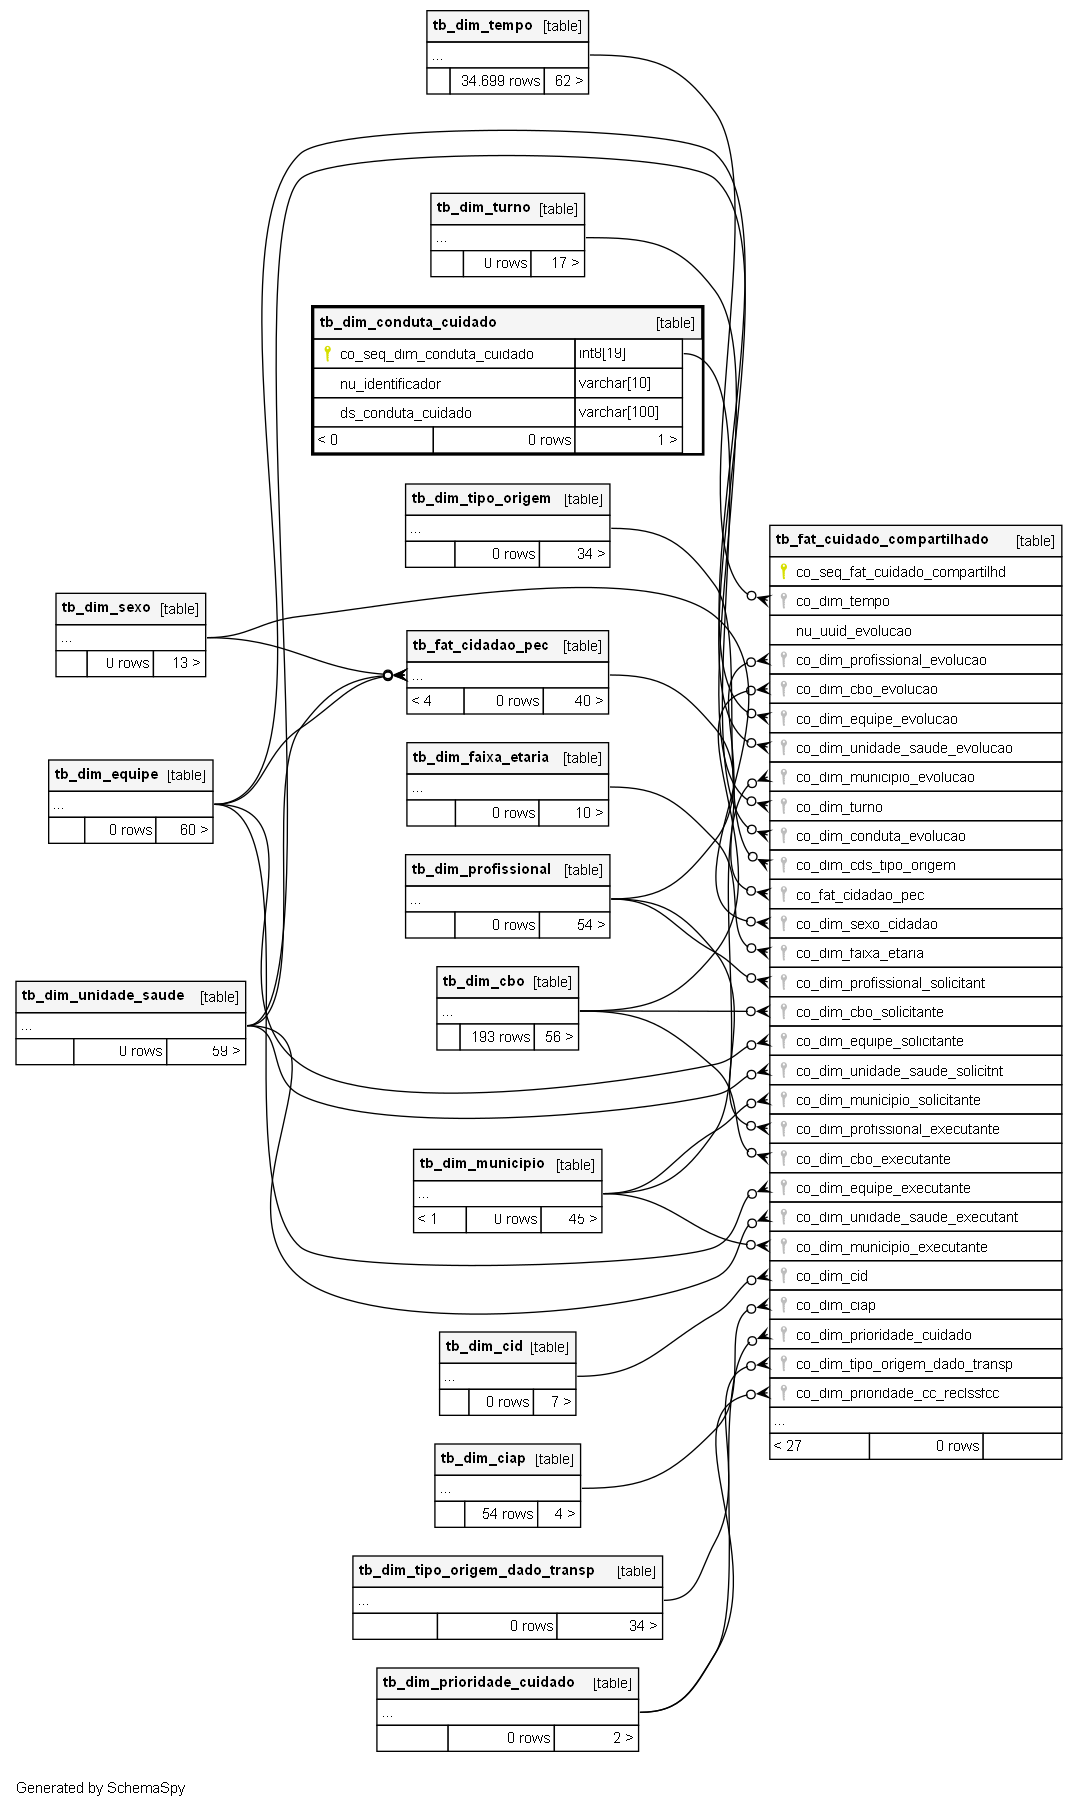 tb_dim_tempo [table]
...
34.699 rows 62 >
tb_dim_turno [table]
...
0 rows 17 >
tb_dim_conduta_cuidado [table]
co_seq_dim_conduta_cuidado int8[19]
nu_identificador varchar[10]
ds_conduta_cuidado varchar[100]
< 0 0 rows 1 >
tb_dim_tipo_origem [table]
...
0 rows 34 >
tb_dim_sexo [table]
...
0 rows 13 >
tb_fat_cidadao_pec [table]
...
< 4 0 rows 40 >
tb_dim_equipe [table]
...
0 rows 60 >
tb_dim_faixa_etaria [table]
...
0 rows 10 >
tb_dim_profissional [table]
...
0 rows 54 >
tb_dim_unidade_saude [table]
...
0 rows 59 >
tb_dim_cbo [table]
...
193 rows 56 >
tb_dim_municipio [table]
...
< 1 0 rows 45 >
tb_dim_cid [table]
...
0 rows 7 >
tb_dim_ciap [table]
...
54 rows 4 >
tb_dim_tipo_origem_dado_transp [table]
...
0 rows 34 >
tb_dim_prioridade_cuidado [table]
...
0 rows 2 >
tb_fat_cuidado_compartilhado [table]
co_seq_fat_cuidado_compartilhd
co_dim_tempo
nu_uuid_evolucao
co_dim_profissional_evolucao
co_dim_cbo_evolucao
co_dim_equipe_evolucao
co_dim_unidade_saude_evolucao
co_dim_municipio_evolucao
co_dim_turno
co_dim_conduta_evolucao
co_dim_cds_tipo_origem
co_fat_cidadao_pec
co_dim_sexo_cidadao
co_dim_faixa_etaria
co_dim_profissional_solicitant
co_dim_cbo_solicitante
co_dim_equipe_solicitante
co_dim_unidade_saude_solicitnt
co_dim_municipio_solicitante
co_dim_profissional_executante
co_dim_cbo_executante
co_dim_equipe_executante
co_dim_unidade_saude_executant
co_dim_municipio_executante
co_dim_cid
co_dim_ciap
co_dim_prioridade_cuidado
co_dim_tipo_origem_dado_transp
co_dim_prioridade_cc_reclssfcc
...
< 27 0 rows
Generated by SchemaSpy